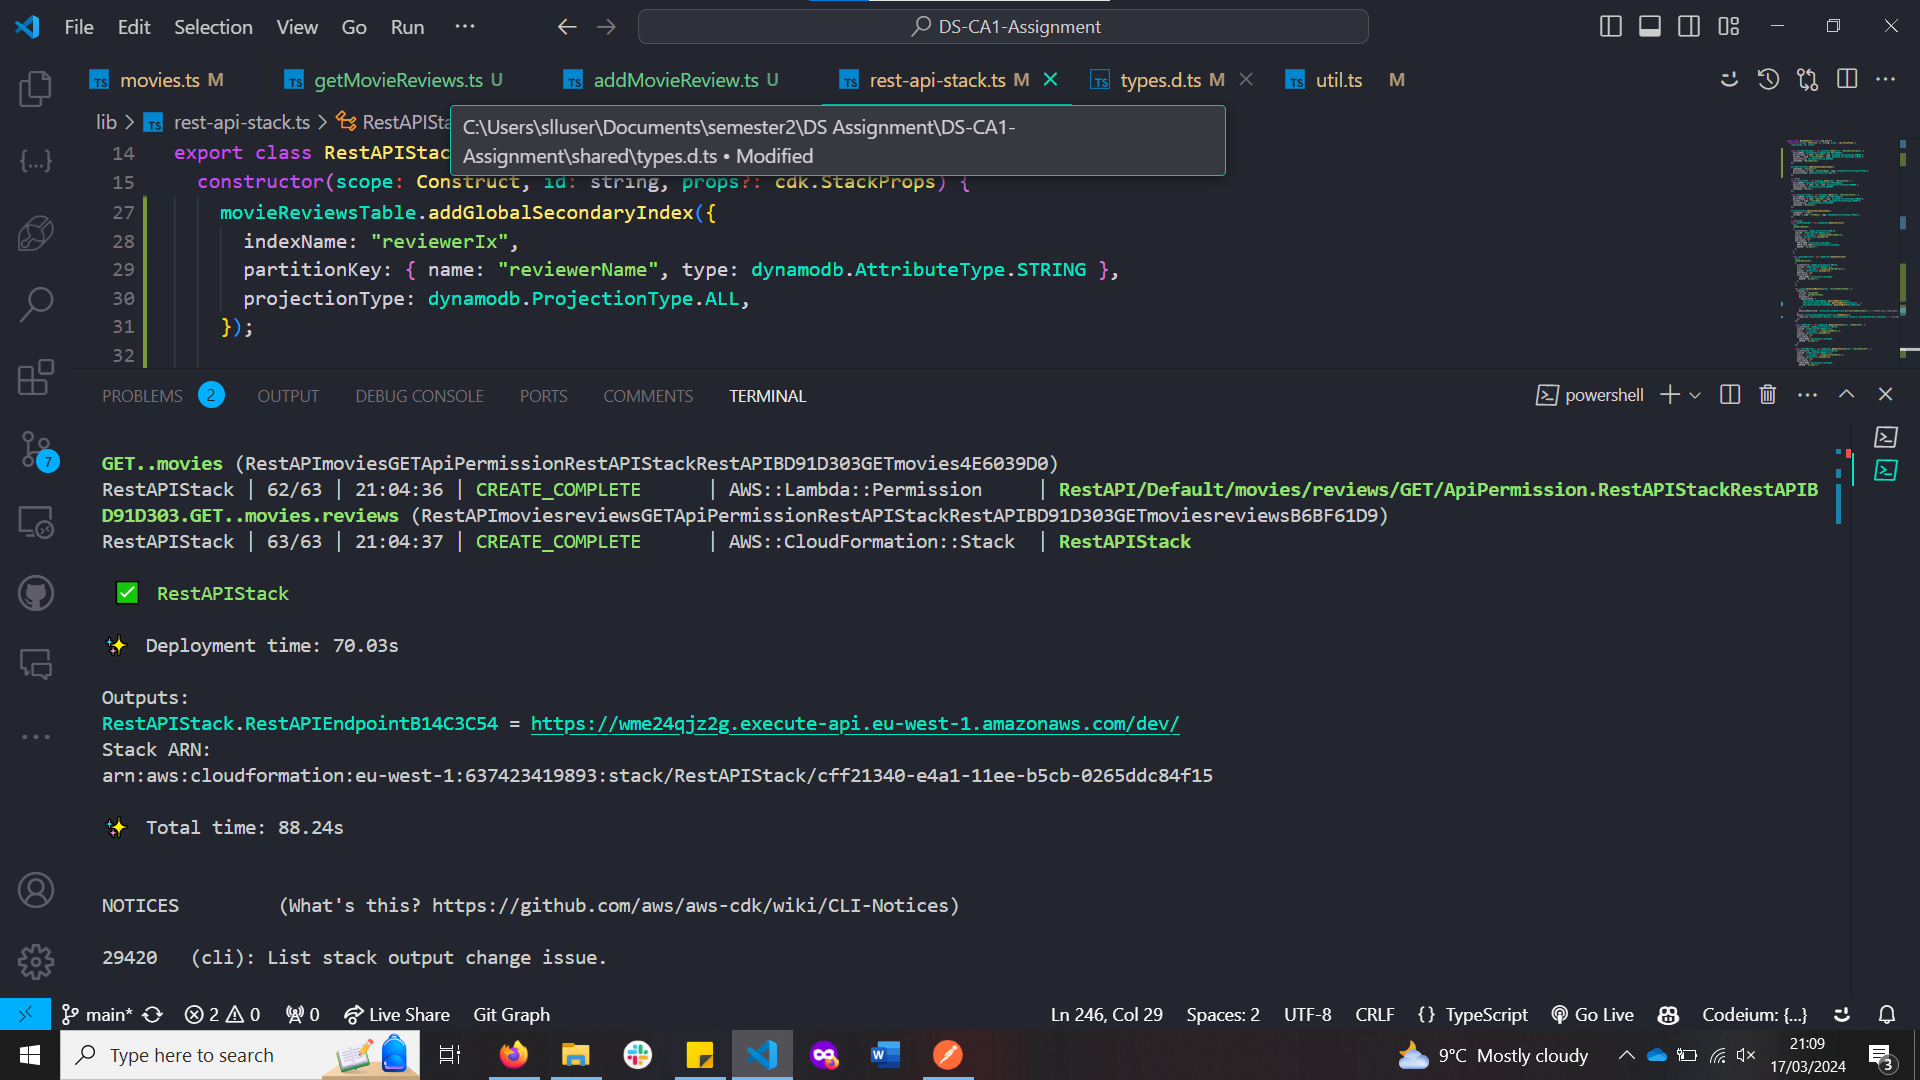 File Edit Selection View Go Run ··· DS-CA1-Assignment
TS movies.ts M TS getMovieReviews.ts U TS addMovieReview.ts U TS rest-api-stack.ts M TS types.d.ts M TS util.ts M
lib > TS rest-api-stack.ts > RestAPISta
C:\Users\slluser\Documents\semester2\DS Assignment\DS-CA1-
Assignment\shared\types.d.ts • Modified
14 export class RestAPIStac
15 constructor(scope: Construct, id: string, props?: cdk.StackProps) {
27 movieReviewsTable.addGlobalSecondaryIndex({
28 indexName: "reviewerIx",
29 partitionKey: { name: "reviewerName", type: dynamodb.AttributeType.STRING },
30 projectionType: dynamodb.ProjectionType.ALL,
31 });
32
PROBLEMS 2 OUTPUT DEBUG CONSOLE PORTS COMMENTS TERMINAL powershell
GET..movies (RestAPImoviesGETApiPermissionRestAPIStackRestAPIBD91D303GETmovies4E6039D0)
RestAPIStack | 62/63 | 21:04:36 | CREATE_COMPLETE | AWS::Lambda::Permission | RestAPI/Default/movies/reviews/GET/ApiPermission.RestAPIStackRestAPIB
D91D303.GET..movies.reviews (RestAPImoviesreviewsGETApiPermissionRestAPIStackRestAPIBD91D303GETmoviesreviewsB6BF61D9)
RestAPIStack | 63/63 | 21:04:37 | CREATE_COMPLETE | AWS::CloudFormation::Stack | RestAPIStack
✅ RestAPIStack
✨ Deployment time: 70.03s
Outputs:
RestAPIStack.RestAPIEndpointB14C3C54 = https://wme24qjz2g.execute-api.eu-west-1.amazonaws.com/dev/
Stack ARN:
arn:aws:cloudformation:eu-west-1:637423419893:stack/RestAPIStack/cff21340-e4a1-11ee-b5cb-0265ddc84f15
✨ Total time: 88.24s
NOTICES (What's this? https://github.com/aws/aws-cdk/wiki/CLI-Notices)
29420 (cli): List stack output change issue.
7
main* 2 0 0 Live Share Git Graph Ln 246, Col 29 Spaces: 2 UTF-8 CRLF {} TypeScript Go Live Codeium: {...}
Type here to search 9°C Mostly cloudy 21:09
17/03/2024 3